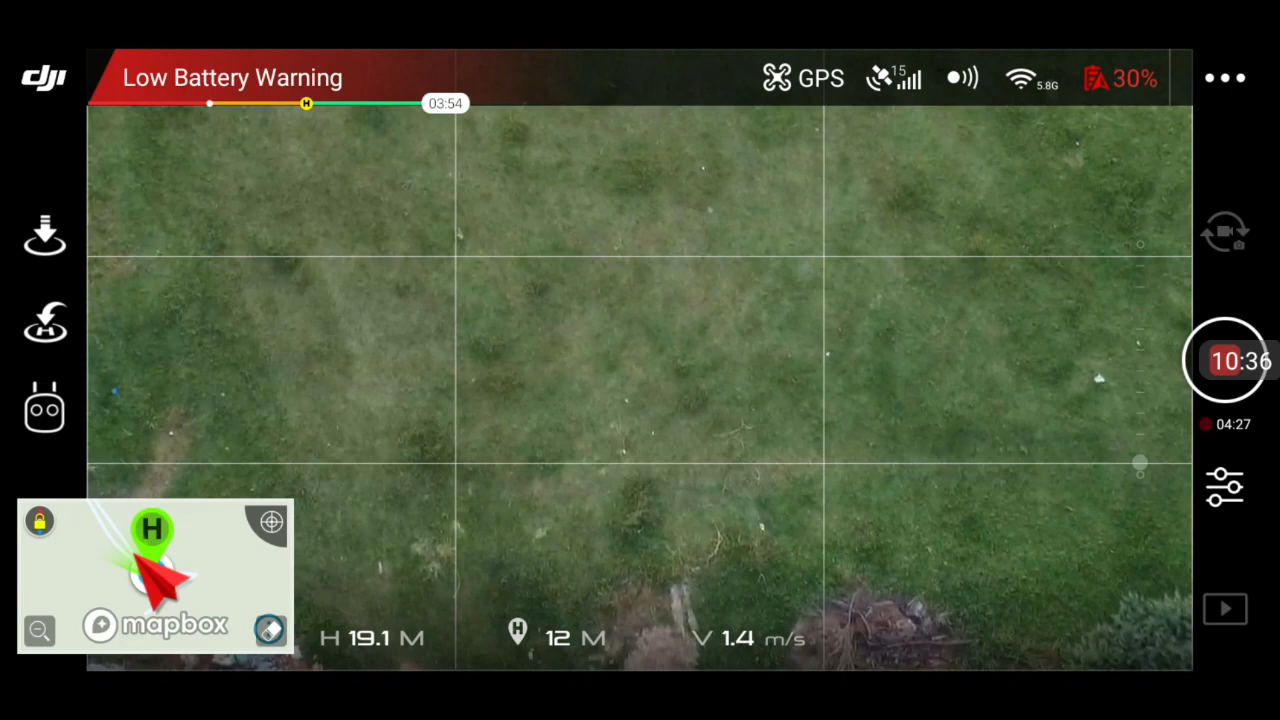 dji
Low Battery Warning
GPS
15
5.8G
30%
H
03:54
10:36
04:27
H
H
mapbox
H 19.1 M
H
12 M
V 1.4 m/s